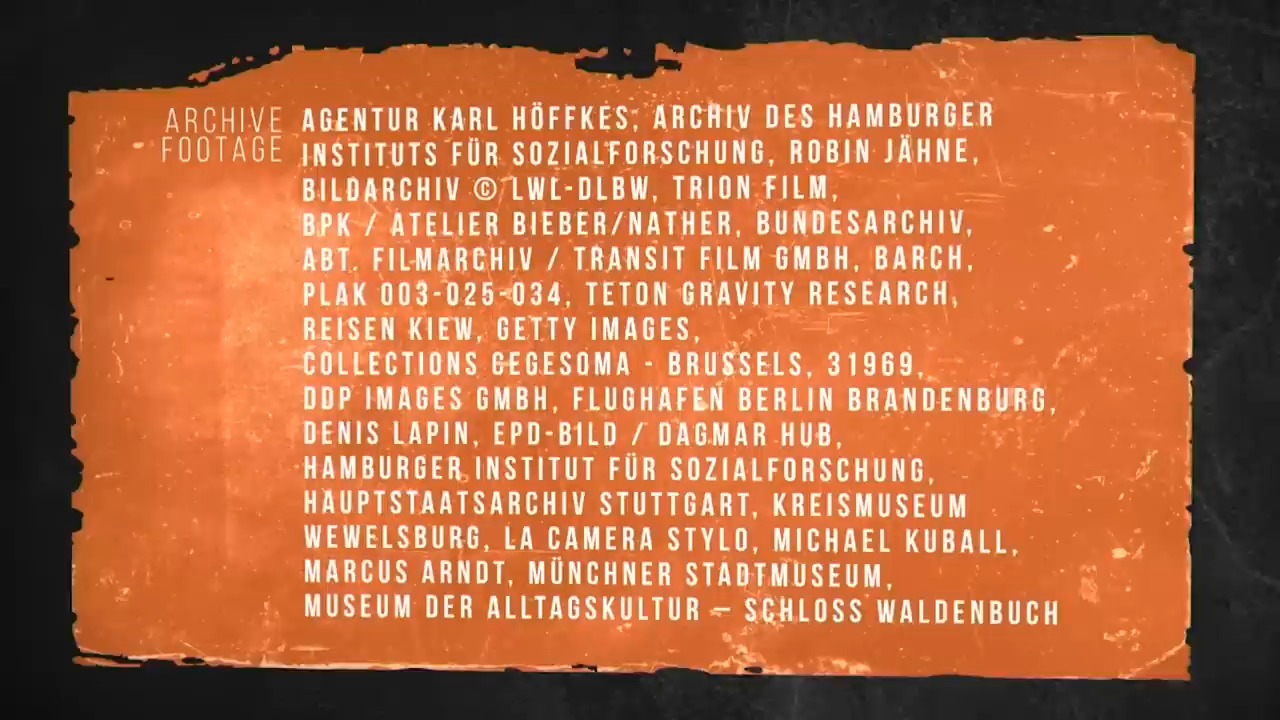 ARCHIVE
FOOTAGE
AGENTUR KARL HÖFFKES, ARCHIV DES HAMBURGER
INSTITUTS FÜR SOZIALFORSCHUNG, ROBIN JÄHNE,
BILDARCHIV © LWL-DLBW, TRION FILM,
BPK / ATELIER BIEBER/NATHER, BUNDESARCHIV,
ABT. FILMARCHIV / TRANSIT FILM GMBH, BARCH,
PLAK 003-025-034, TETON GRAVITY RESEARCH,
REISEN KIEW, GETTY IMAGES,
COLLECTIONS CEGESOMA - BRUSSELS, 31969,
DDP IMAGES GMBH, FLUGHAFEN BERLIN BRANDENBURG,
DENIS LAPIN, EPD-B1LD / DAGMAR HUB,
HAMBURGER INSTITUT FÜR SOZIALFORSCHUNG,
HAUPTSTAATSARCHIV STUTTGART, KREISMUSEUM
WEWELSBURG, LA CAMERA STYLO, MICHAEL KUBALL,
MARCUS ARNDT, MÜNCHNER STADTMUSEUM,
MUSEUM DER ALLTAGSKULTUR – SCHLOSS WALDENBUCH